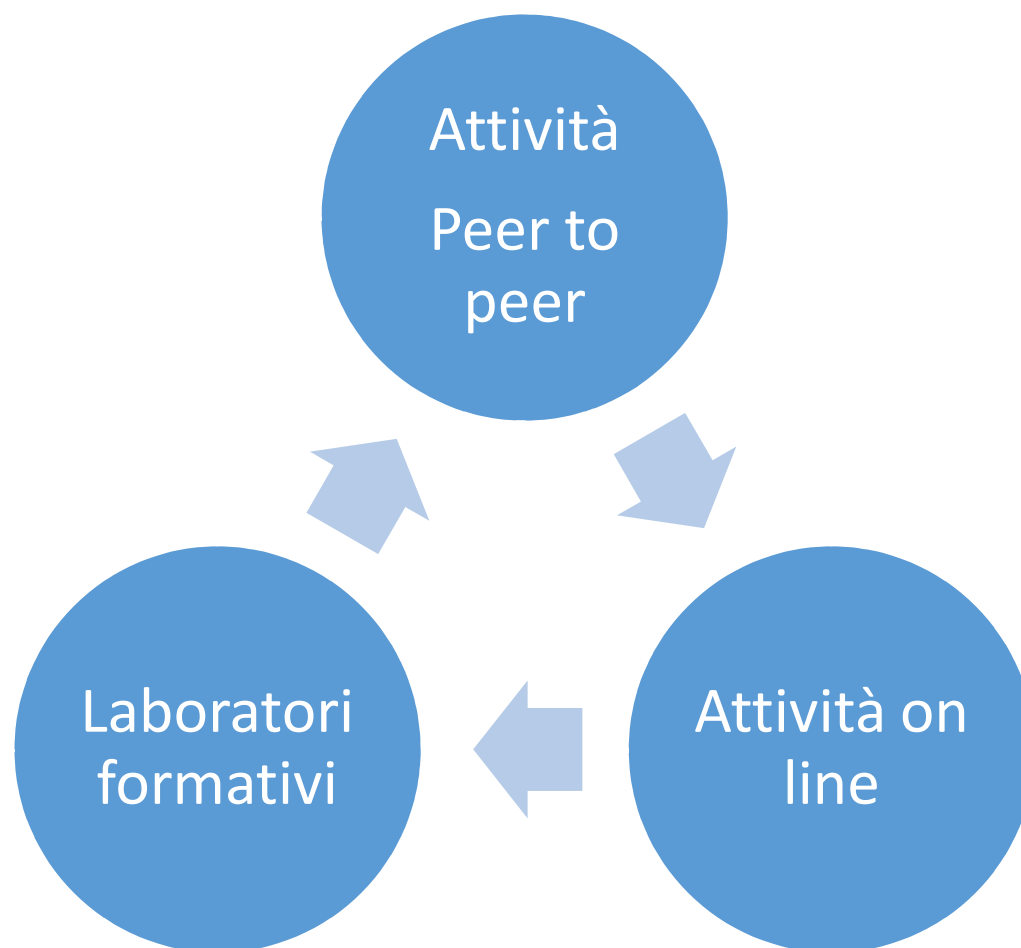 Attività
Peer to
peer
Laboratori
formativi
Attività on
line